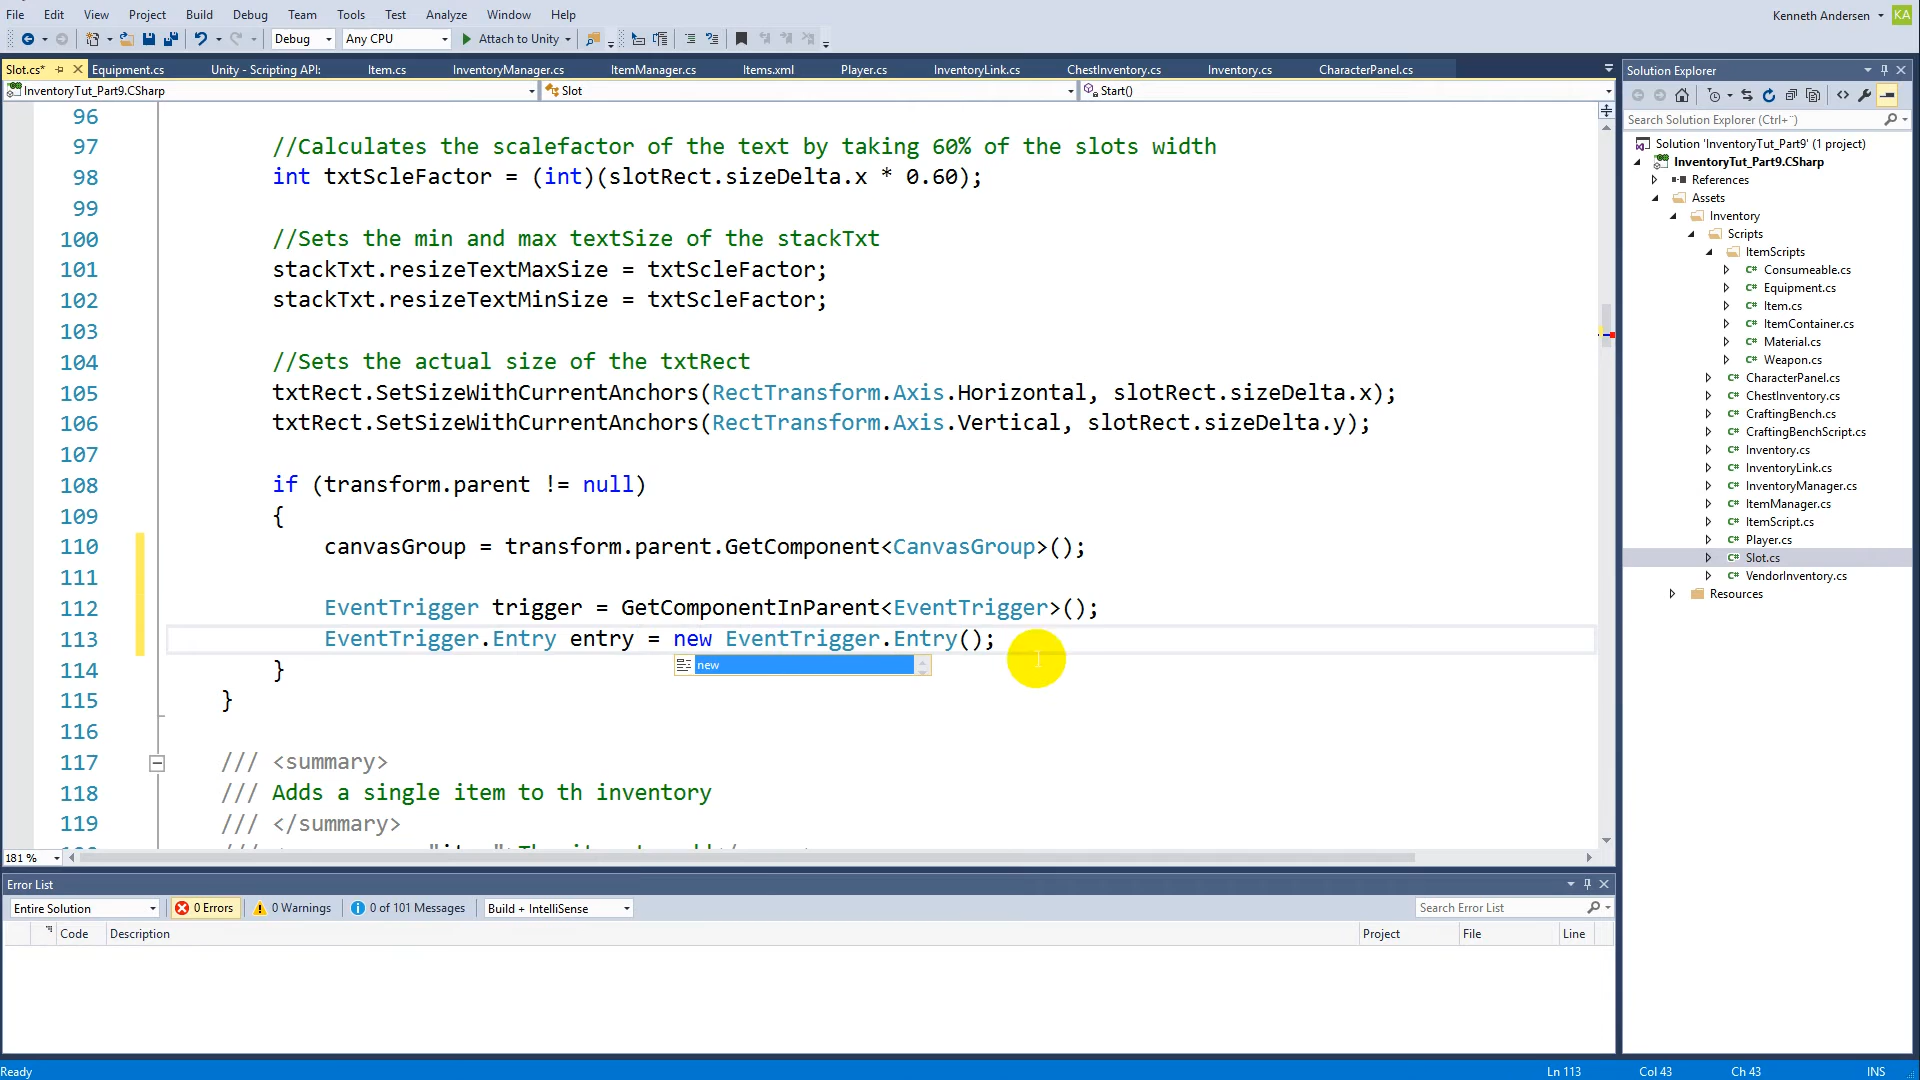 File Edit View Project Build Debug Team Tools Test Analyze Window Help
Kenneth Andersen KA
Debug Any CPU Attach to Unity
Slot.cs* Equipment.cs Unity - Scripting API: Item.cs InventoryManager.cs ItemManager.cs Items.xml Player.cs InventoryLink.cs ChestInventory.cs Inventory.cs CharacterPanel.cs
InventoryTut_Part9.CSharp Slot Start()
96
97 //Calculates the scalefactor of the text by taking 60% of the slots width
98 int txtScleFactor = (int)(slotRect.sizeDelta.x * 0.60);
99
100 //Sets the min and max textSize of the stackTxt
101 stackTxt.resizeTextMaxSize = txtScleFactor;
102 stackTxt.resizeTextMinSize = txtScleFactor;
103
104 //Sets the actual size of the txtRect
105 txtRect.SetSizeWithCurrentAnchors(RectTransform.Axis.Horizontal, slotRect.sizeDelta.x);
106 txtRect.SetSizeWithCurrentAnchors(RectTransform.Axis.Vertical, slotRect.sizeDelta.y);
107
108 if (transform.parent != null)
109 {
110 canvasGroup = transform.parent.GetComponent<CanvasGroup>();
111
112 EventTrigger trigger = GetComponentInParent<EventTrigger>();
113 EventTrigger.Entry entry = new EventTrigger.Entry();
new
114 }
115 }
116
117 /// <summary>
118 /// Adds a single item to th inventory
119 /// </summary>
181 %
Error List
Entire Solution 0 Errors 0 Warnings 0 of 101 Messages Build + IntelliSense Search Error List
Code Description Project File Line
Solution Explorer
Search Solution Explorer (Ctrl+¨)
Solution 'InventoryTut_Part9' (1 project)
InventoryTut_Part9.CSharp
References
Assets
Inventory
Scripts
ItemScripts
C# Consumeable.cs
C# Equipment.cs
C# Item.cs
C# ItemContainer.cs
C# Material.cs
C# Weapon.cs
C# CharacterPanel.cs
C# ChestInventory.cs
C# CraftingBench.cs
C# CraftingBenchScript.cs
C# Inventory.cs
C# InventoryLink.cs
C# InventoryManager.cs
C# ItemManager.cs
C# ItemScript.cs
C# Player.cs
C# Slot.cs
C# VendorInventory.cs
Resources
Ready Ln 113 Col 43 Ch 43 INS